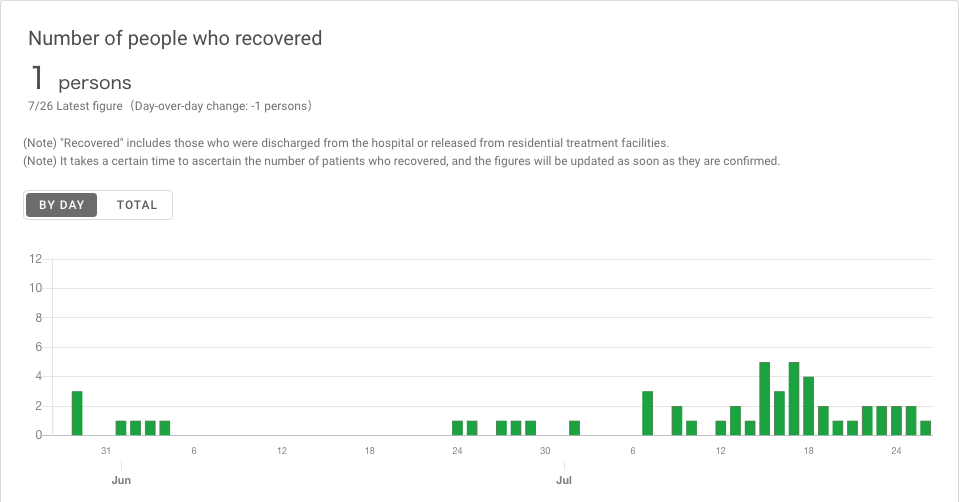 Number of people who recovered
1 persons
7/26 Latest figure（Day-over-day change: -1 persons）
(Note) "Recovered" includes those who were discharged from the hospital or released from residential treatment facilities.
(Note) It takes a certain time to ascertain the number of patients who recovered, and the figures will be updated as soon as they are confirmed.
BY DAY TOTAL
12
10
8
6
4
2
0
31 6 12 18 24 30 6 12 18 24
Jun Jul